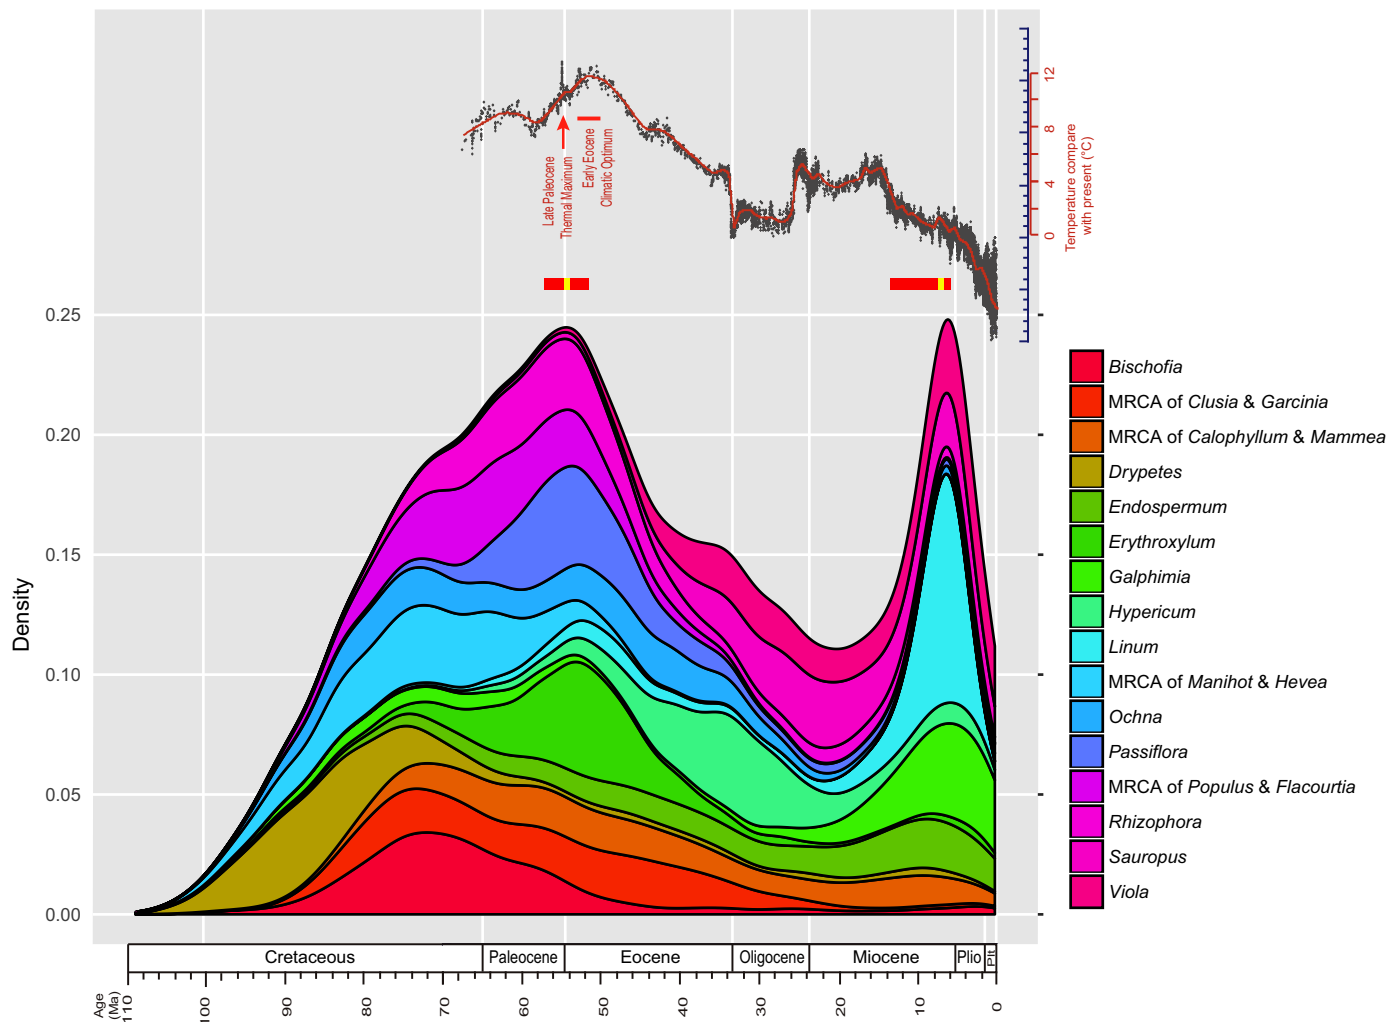 12
8
4
0
Temperature compare
with present (°C)
Late Paleocene
Thermal Maximum
Early Eocene
Climatic Optimum
0.25
0.20
0.15
0.10
0.05
0.00
Density
Bischofia
MRCA of Clusia & Garcinia
MRCA of Calophyllum & Mammea
Drypetes
Endospermum
Erythroxylum
Galphimia
Hypericum
Linum
MRCA of Manihot & Hevea
Ochna
Passiflora
MRCA of Populus & Flacourtia
Rhizophora
Sauropus
Viola
Cretaceous Paleocene Eocene Oligocene Miocene Plio Plt
Age
(Ma)
110 100 90 80 70 60 50 40 30 20 10 0